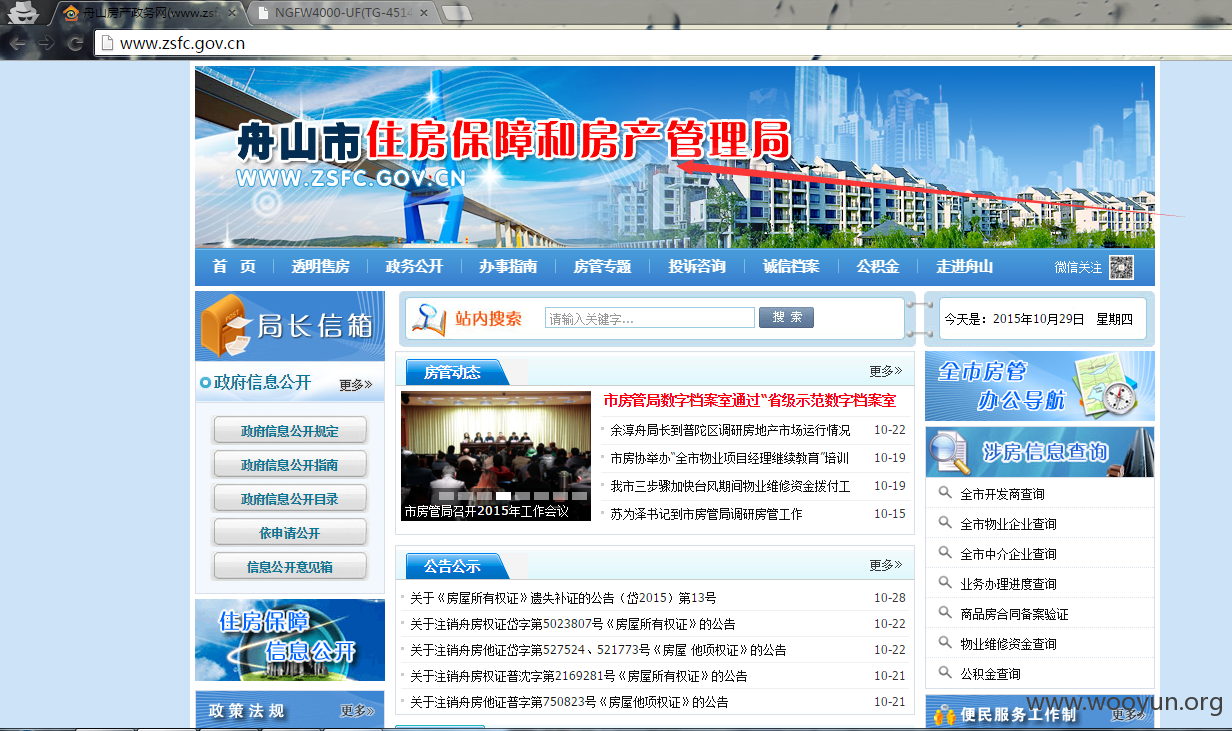 舟山房产政务网(www.zsf
NGFW4000-UF(TG-4514
www.zsfc.gov.cn
舟山市住房保障和房产管理局
WWW.ZSFC.GOV.CN
首 页 透明售房 政务公开 办事指南 房管专题 投诉咨询 诚信档案 公积金 走进舟山 微信关注
局长信箱
站内搜索 请输入关键字... 搜 索
今天是：2015年10月29日 星期四
政府信息公开 更多»
政府信息公开规定
政府信息公开指南
政府信息公开目录
依申请公开
信息公开意见箱
住房保障
信息公开
政策法规 更多»
房管动态 更多»
市房管局召开2015年工作会议
市房管局数字档案室通过“省级示范数字档案室
余淳舟局长到普陀区调研房地产市场运行情况 10-22
市房协举办“全市物业项目经理继续教育”培训 10-19
我市三步骤加快台风期间物业维修资金拨付工 10-19
苏为泽书记到市房管局调研房管工作 10-15
公告公示 更多»
关于《房屋所有权证》遗失补证的公告（岱2015）第13号 10-28
关于注销舟房权证岱字第5023807号《房屋所有权证》的公告 10-22
关于注销舟房他证岱字第527524、521773号《房屋 他项权证》的公告 10-22
关于注销舟房权证普沈字第2169281号《房屋所有权证》的公告 10-21
关于注销舟房他证普字第750823号《房屋他项权证》的公告 10-21
全市房管
办公导航
涉房信息查询
全市开发商查询
全市物业企业查询
全市中介企业查询
业务办理进度查询
商品房合同备案验证
物业维修资金查询
公积金查询
便民服务工作制 更多»
www.wooyun.org